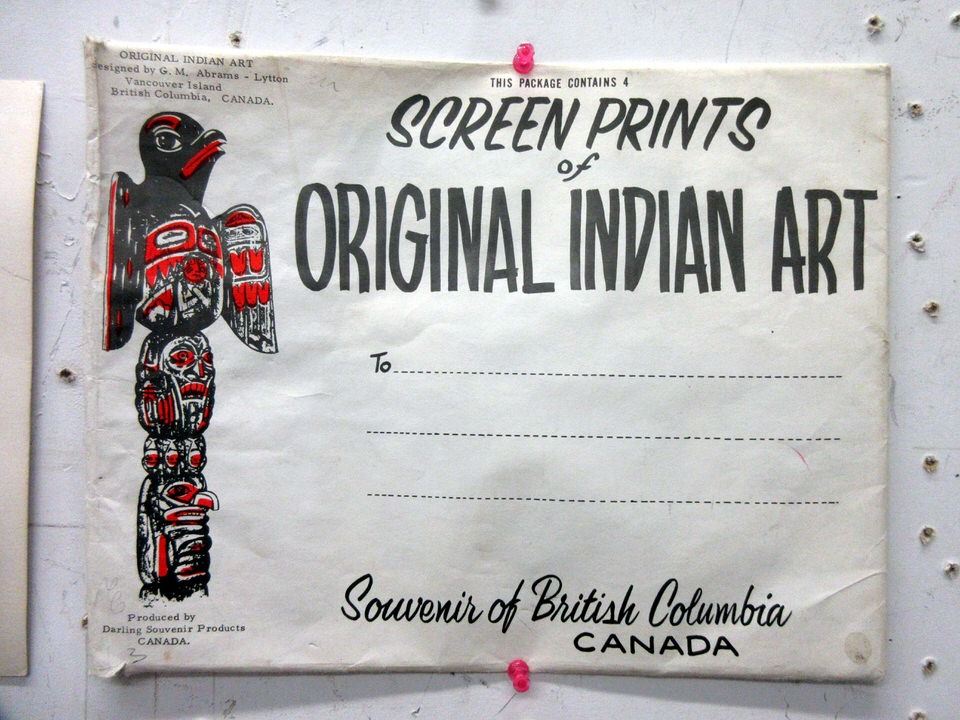 ORIGINAL INDIAN ART
Designed by G. M. Abrams - Lytton
Vancouver Island
British Columbia, CANADA.
THIS PACKAGE CONTAINS 4
SCREEN PRINTS
of
ORIGINAL INDIAN ART
To
Souvenir of British Columbia
CANADA
Produced by
Darling Souvenir Products
CANADA.
3